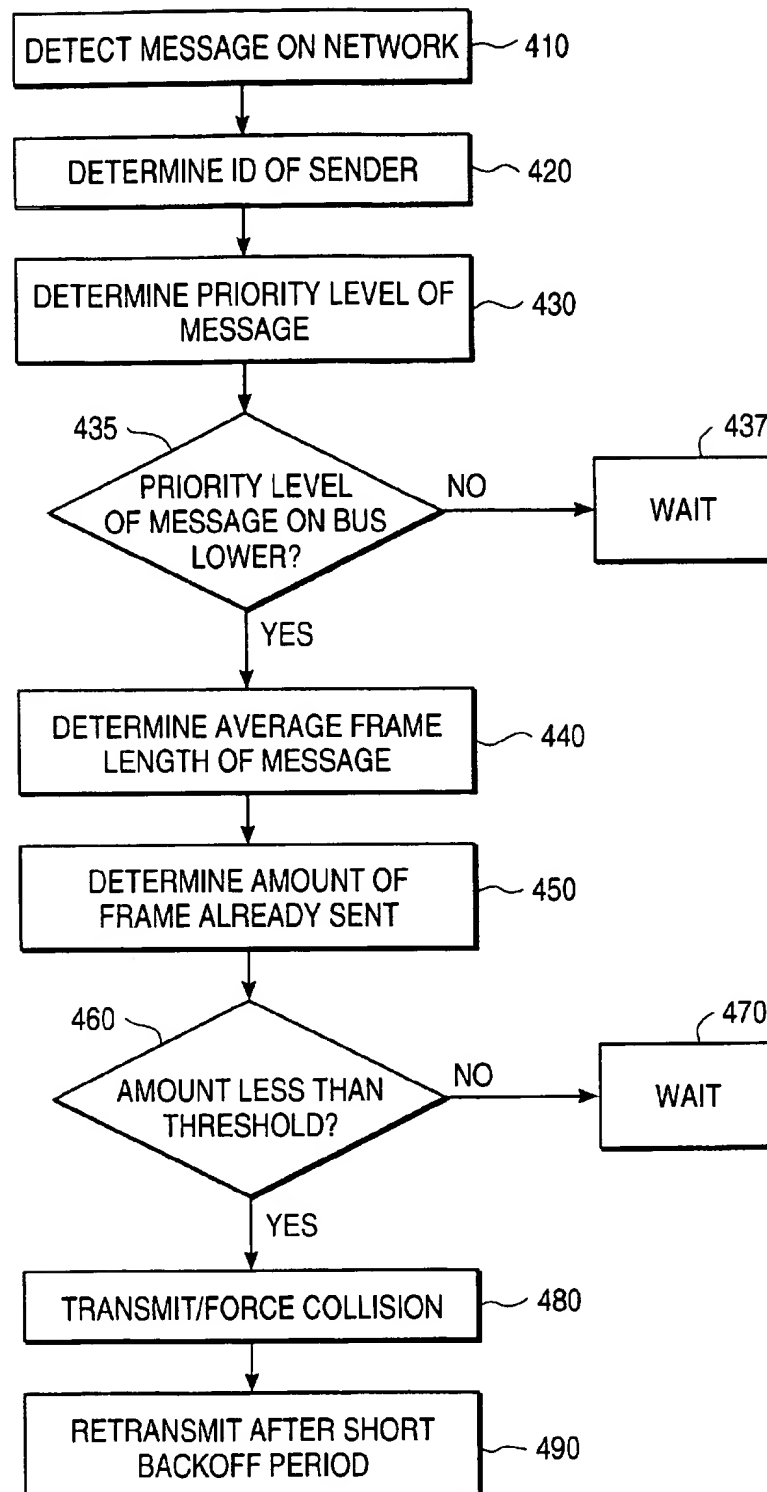 DETECT MESSAGE ON NETWORK
410
DETERMINE ID OF SENDER
420
DETERMINE PRIORITY LEVEL OF
MESSAGE
430
435
PRIORITY LEVEL
OF MESSAGE ON BUS
LOWER?
NO
437
WAIT
YES
DETERMINE AVERAGE FRAME
LENGTH OF MESSAGE
440
DETERMINE AMOUNT OF
FRAME ALREADY SENT
450
460
AMOUNT LESS THAN
THRESHOLD?
NO
470
WAIT
YES
TRANSMIT/FORCE COLLISION
480
RETRANSMIT AFTER SHORT
BACKOFF PERIOD
490